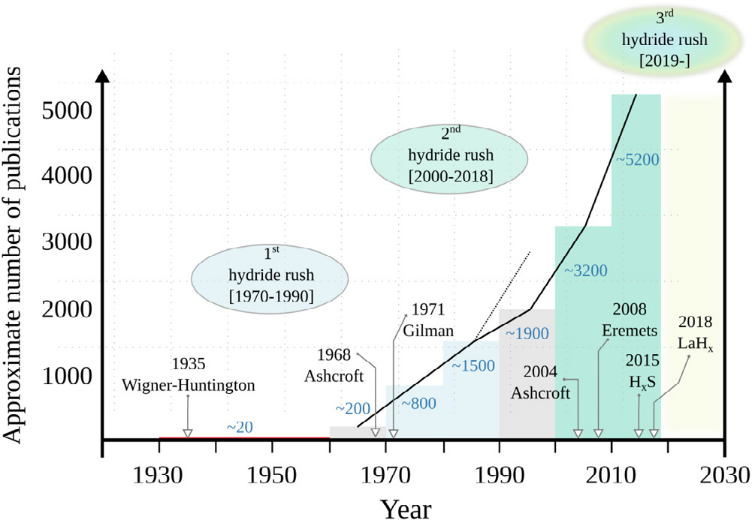 3rd
hydride rush
[2019-]
2nd
hydride rush
[2000-2018]
1st
hydride rush
[1970-1990]
Approximate number of publications
5000
4000
3000
2000
1000
~5200
~3200
~1900
~1500
~800
~200
~20
1935
Wigner-Huntington
1968
Ashcroft
1971
Gilman
2004
Ashcroft
2008
Eremets
2015
HxS
2018
LaHx
1930
1950
1970
1990
2010
2030
Year